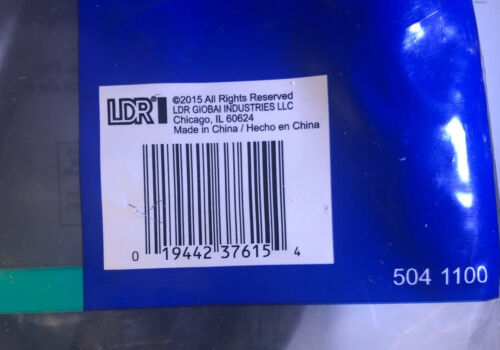 LDR® ©2015 All Rights Reserved
LDR GlOBAl INDUSTRIES LLC
Chicago, IL 60624
Made in China / Hecho en China
0 19442 37615 4
504 1100